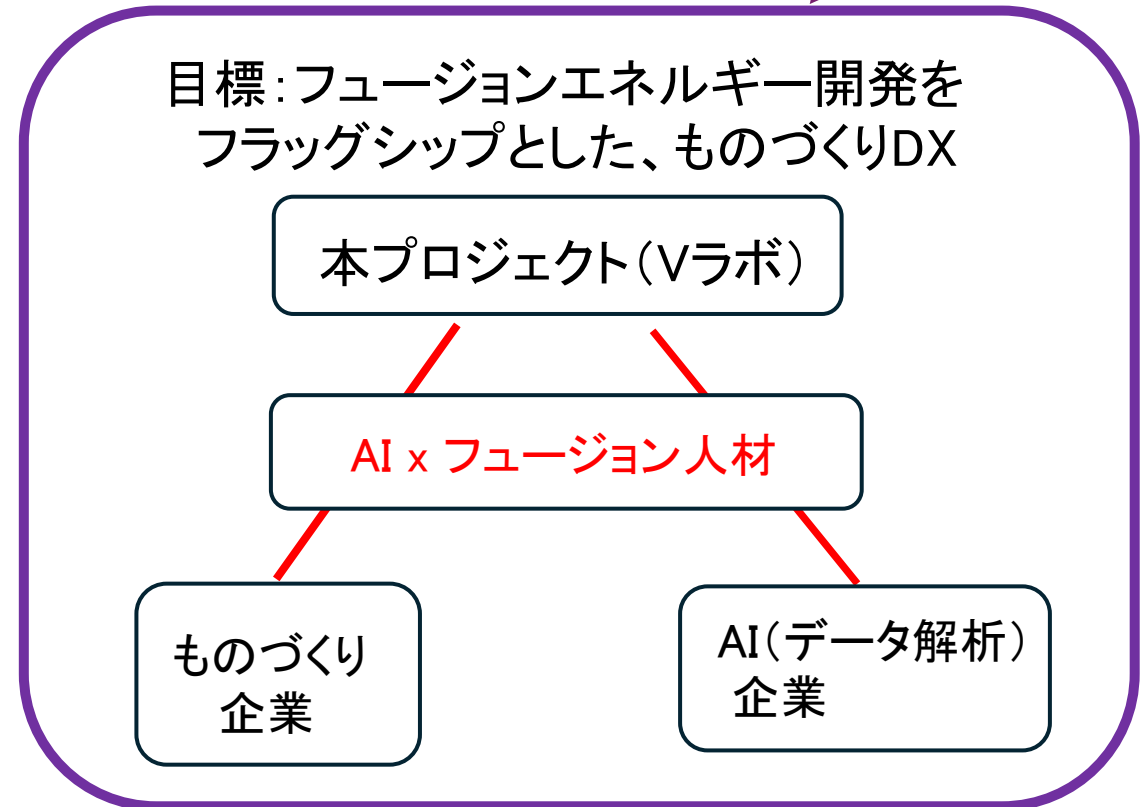 目標：フュージョンエネルギー開発を
フラッグシップとした、ものづくりDX
本プロジェクト（Vラボ）
AI x フュージョン人材
ものづくり
企業
AI（データ解析）
企業